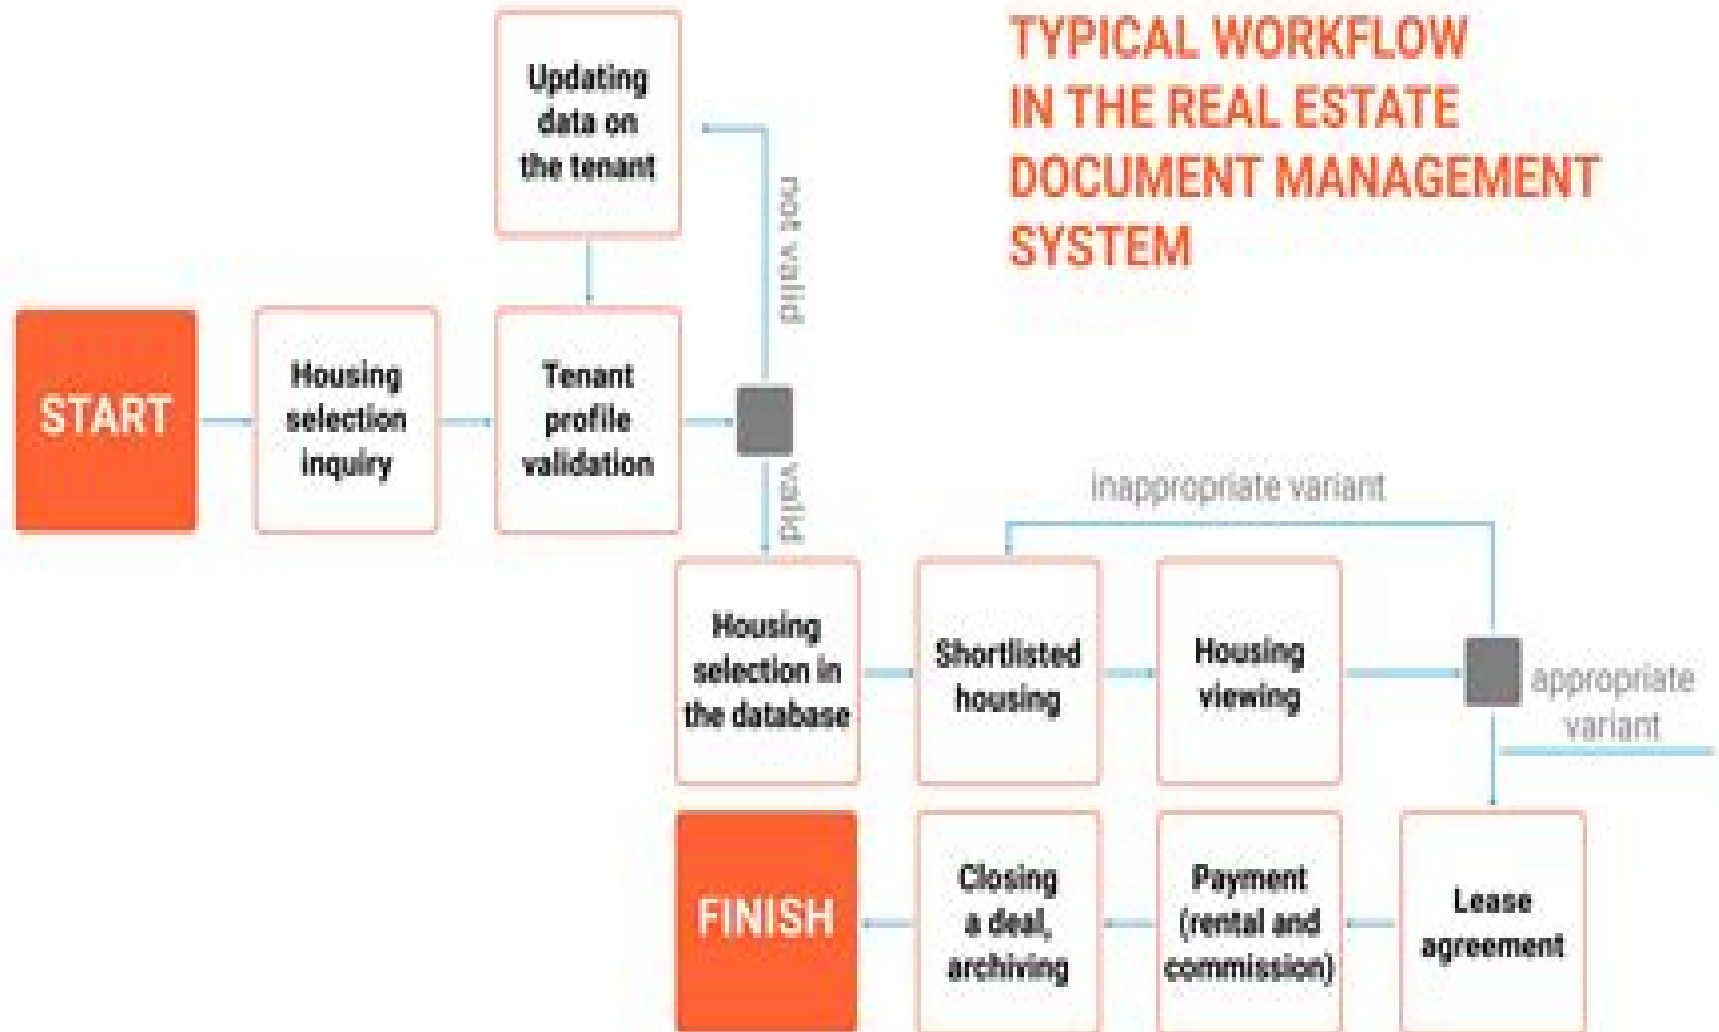 TYPICAL WORKFLOW
IN THE REAL ESTATE
DOCUMENT MANAGEMENT
SYSTEM
Updating
data on
the tenant
not valid
START
Housing
selection
inquiry
Tenant
profile
validation
valid
inappropriate variant
Housing
selection in
the database
Shortlisted
housing
Housing
viewing
appropriate
variant
FINISH
Closing
a deal,
archiving
Payment
(rental and
commission)
Lease
agreement